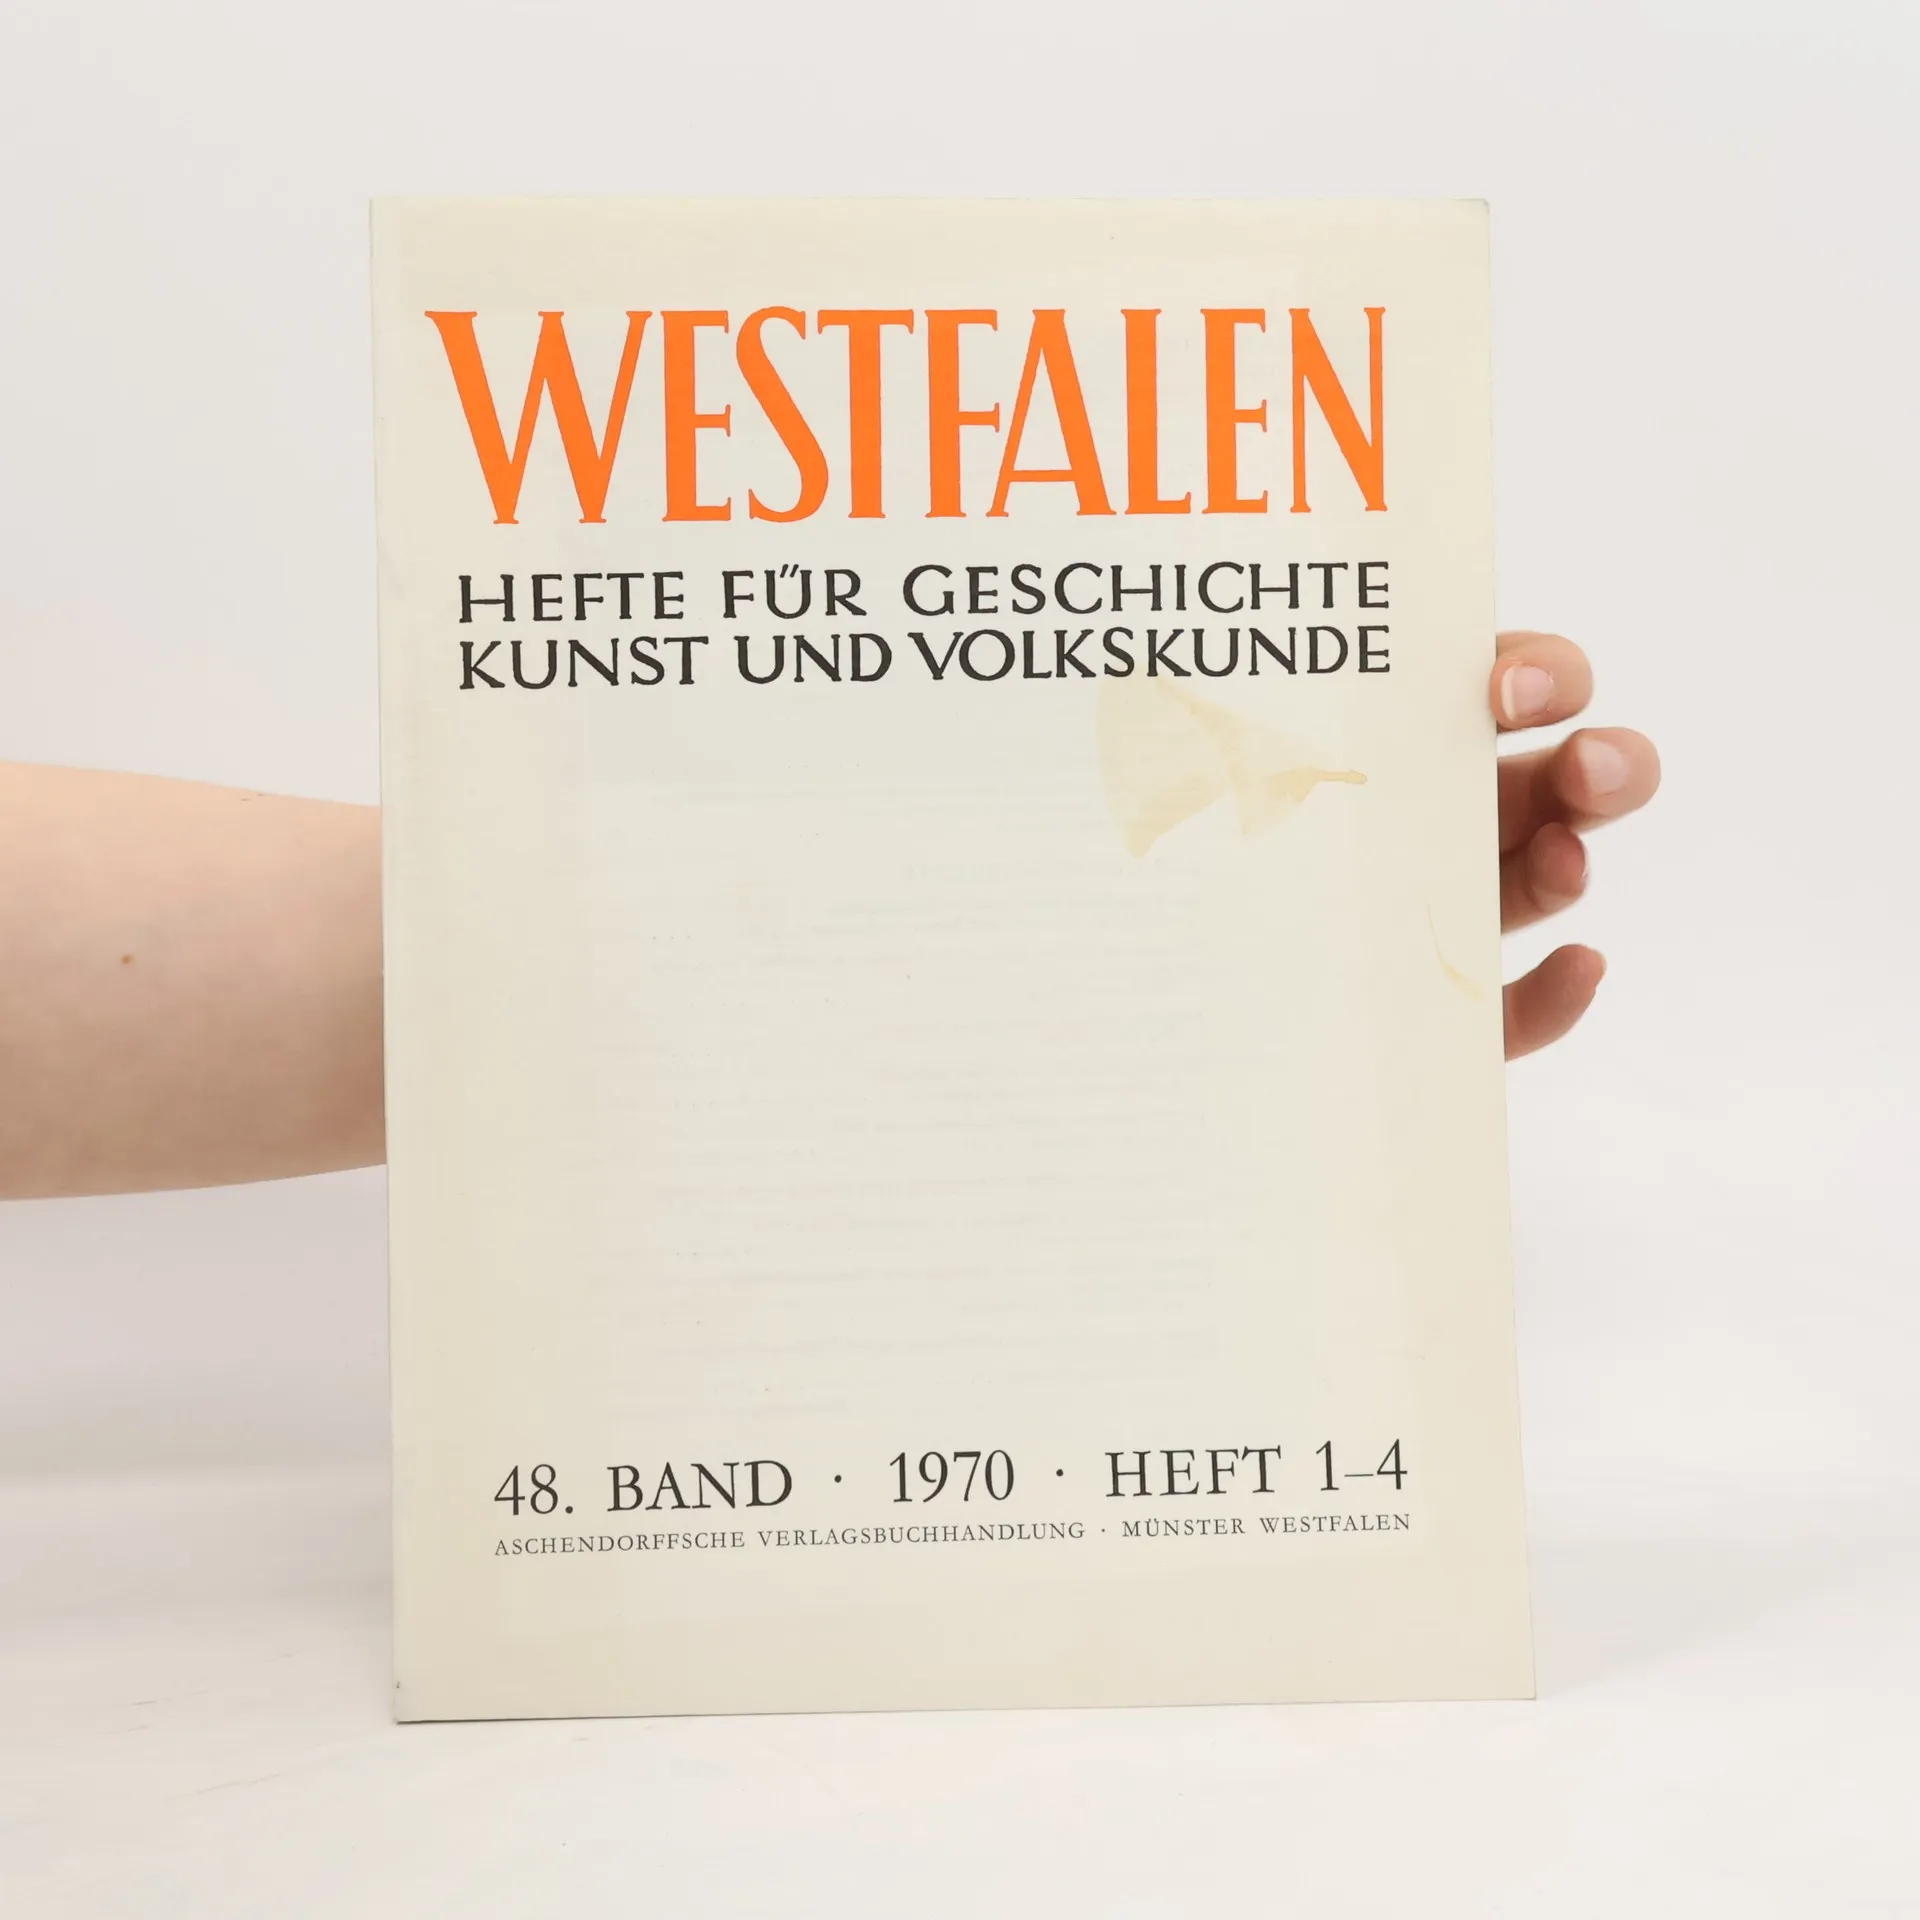 WESTFALEN
HEFTE FÜR GESCHICHTE
KUNST UND VOLKSKUNDE
48. BAND · 1970 · HEFT 1–4
ASCHENDORFFSCHE VERLAGSBUCHHANDLUNG · MÜNSTER WESTFALEN